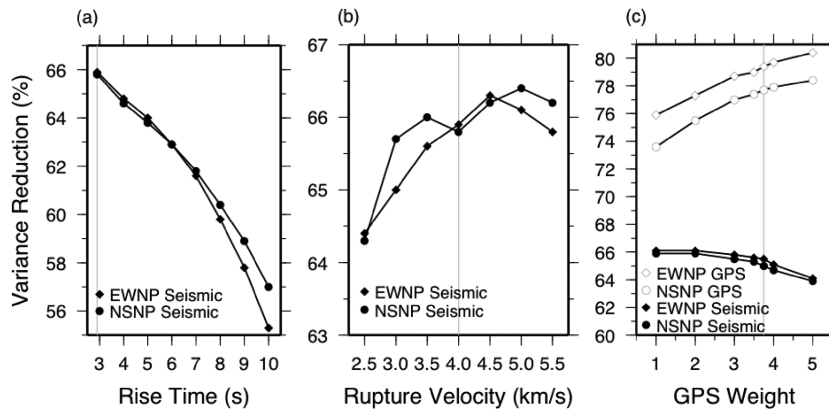 (a)
(b)
(c)
Variance Reduction (%)
66
64
62
60
58
56
EWNP Seismic
NSNP Seismic
3 4 5 6 7 8 9 10
Rise Time (s)
67
66
65
64
63
EWNP Seismic
NSNP Seismic
2.5 3.0 3.5 4.0 4.5 5.0 5.5
Rupture Velocity (km/s)
80
78
76
74
72
70
68
66
64
62
60
EWNP GPS
NSNP GPS
EWNP Seismic
NSNP Seismic
1 2 3 4 5
GPS Weight